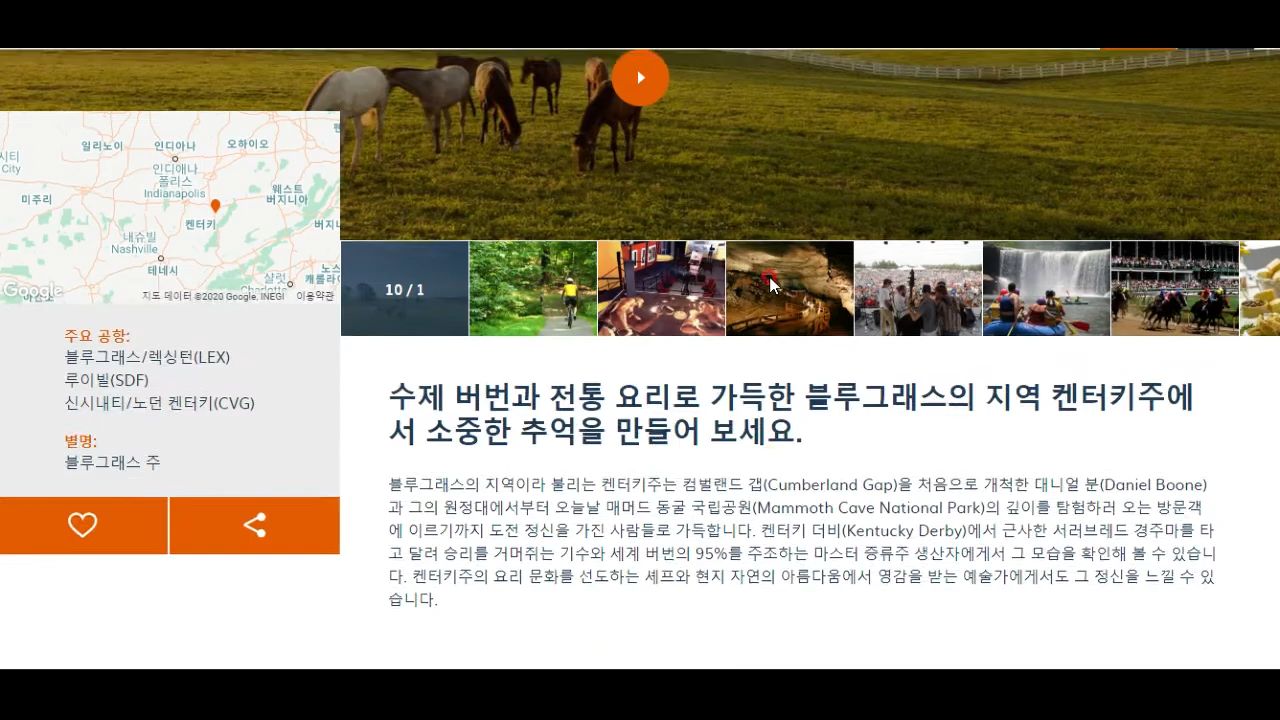 일리노이
인디아나
오하이오
시티
City
인디애나
폴리스
Indianapolis
미주리
웨스트
버지니아
켄터키
내슈빌
Nashville
테네시
샬럿
Charlotte
Google
지도 데이터 ©2020 Google, INEGI
이용약관
10 / 1
주요 공항:
블루그래스/렉싱턴(LEX)
루이빌(SDF)
신시내티/노던 켄터키(CVG)
별명:
블루그래스 주
수제 버번과 전통 요리로 가득한 블루그래스의 지역 켄터키주에
서 소중한 추억을 만들어 보세요.
블루그래스의 지역이라 불리는 켄터키주는 컴벌랜드 갭(Cumberland Gap)을 처음으로 개척한 대니얼 분(Daniel Boone)
과 그의 원정대에서부터 오늘날 매머드 동굴 국립공원(Mammoth Cave National Park)의 깊이를 탐험하러 오는 방문객
에 이르기까지 도전 정신을 가진 사람들로 가득합니다. 켄터키 더비(Kentucky Derby)에서 근사한 서러브레드 경주마를 타
고 달려 승리를 거머쥐는 기수와 세계 버번의 95%를 주조하는 마스터 증류주 생산자에게서 그 모습을 확인해 볼 수 있습니
다. 켄터키주의 요리 문화를 선도하는 셰프와 현지 자연의 아름다움에서 영감을 받는 예술가에게서도 그 정신을 느낄 수 있
습니다.